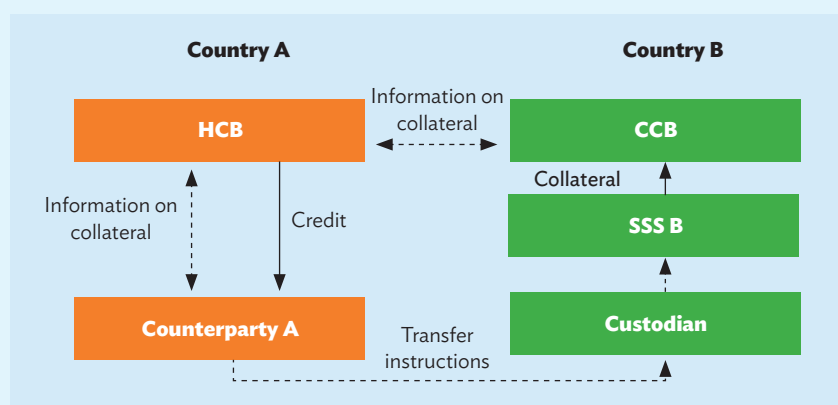 Country A
Country B
HCB
Information on
collateral
CCB
Information on
collateral
Credit
Collateral
SSS B
Counterparty A
Transfer
instructions
Custodian